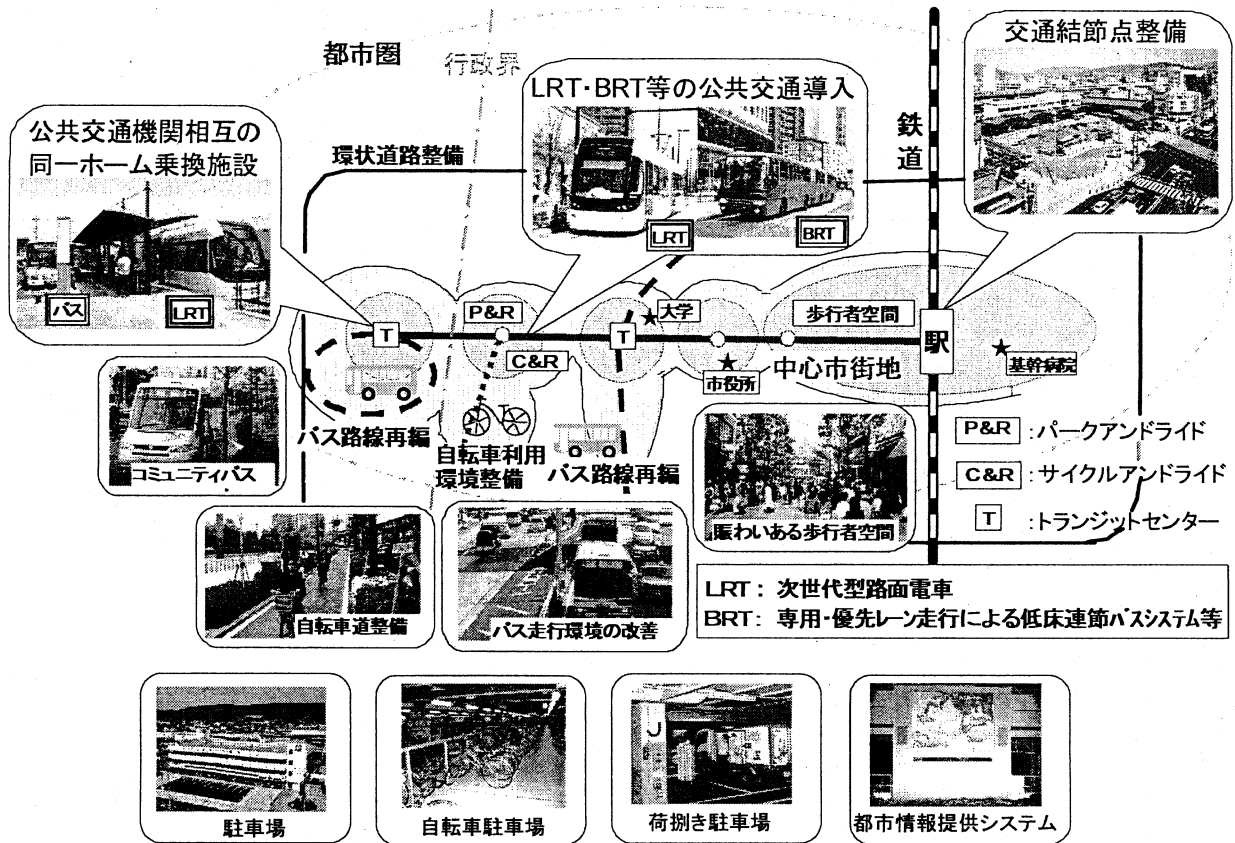 都市圏
行政界
交通結節点整備
LRT・BRT等の公共交通導入
LRT
BRT
公共交通機関相互の
同一ホーム乗換施設
バス
LRT
環状道路整備
鉄道
T
P&R
C&R
T
大学
市役所
歩行者空間
中心市街地
駅
基幹病院
バス路線再編
自転車利用
環境整備
バス路線再編
コミュニティバス
自転車道整備
バス走行環境の改善
賑わいある歩行者空間
P&R :パークアンドライド
C&R :サイクルアンドライド
T :トランジットセンター
LRT: 次世代型路面電車
BRT: 専用・優先レーン走行による低床連節バスシステム等
駐車場
自転車駐車場
荷捌き駐車場
都市情報提供システム